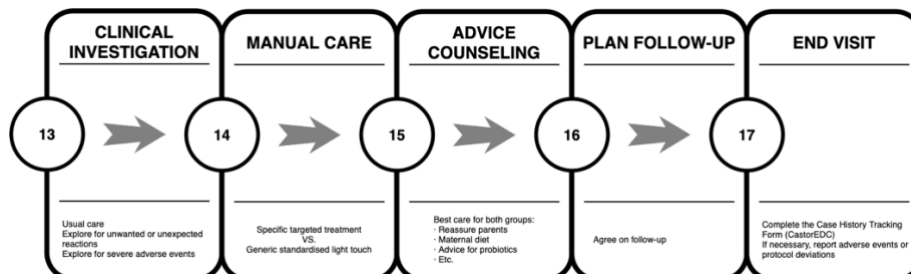 CLINICAL
INVESTIGATION
MANUAL CARE
ADVICE
COUNSELING
PLAN FOLLOW-UP
END VISIT
13
14
15
16
17
Usual care
Explore for unwanted or unexpected
reactions
Explore for severe adverse events
Specific targeted treatment
VS.
Generic standardised light touch
Best care for both groups:
· Reassure parents
· Maternal diet
· Advice for probiotics
· Etc.
Agree on follow-up
Complete the Case History Tracking
Form (CastorEDC)
If necessary, report adverse events or
protocol deviations